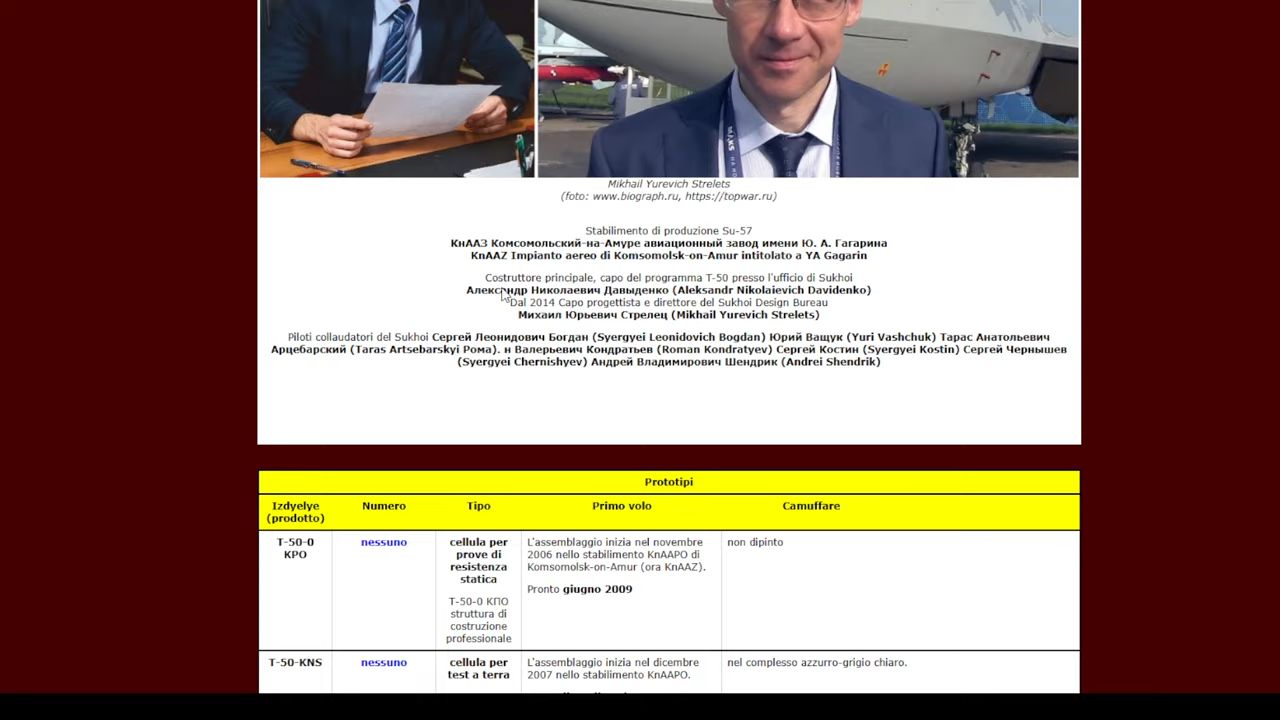 Mikhail Yurevich Strelets
(foto: www.biograph.ru, https://topwar.ru)
Stabilimento di produzione Su-57
КнААЗ Комсомольский-на-Амуре авиационный завод имени Ю. А. Гагарина
KnAAZ Impianto aereo di Komsomolsk-on-Amur intitolato a YA Gagarin
Costruttore principale, capo del programma T-50 presso l'ufficio di Sukhoi
Александр Николаевич Давыденко (Aleksandr Nikolaievich Davidenko)
Dal 2014 Capo progettista e direttore del Sukhoi Design Bureau
Михаил Юрьевич Стрелец (Mikhail Yurevich Strelets)
Piloti collaudatori del Sukhoi Сергей Леонидович Богдан (Syergyei Leonidovich Bogdan) Юрий Ващук (Yuri Vashchuk) Тарас Анатольевич
Арцебарский (Taras Artsebarskyi Рома). н Валерьевич Кондратьев (Roman Kondratyev) Сергей Костин (Syergyei Kostin) Сергей Чернышев
(Syergyei Chernishyev) Андрей Владимирович Шендрик (Andrei Shendrik)
Prototipi
Izdyelye (prodotto) Numero Tipo Primo volo Camuffare
T-50-0
KPO
nessuno
cellula per
prove di
resistenza
statica
T-50-0 КПО
struttura di
costruzione
professionale
L'assemblaggio inizia nel novembre
2006 nello stabilimento KnAAPO di
Komsomolsk-on-Amur (ora KnAAZ).
Pronto giugno 2009
non dipinto
T-50-KNS
nessuno
cellula per
test a terra
L'assemblaggio inizia nel dicembre
2007 nello stabilimento KnAAPO.
nel complesso azzurro-grigio chiaro.